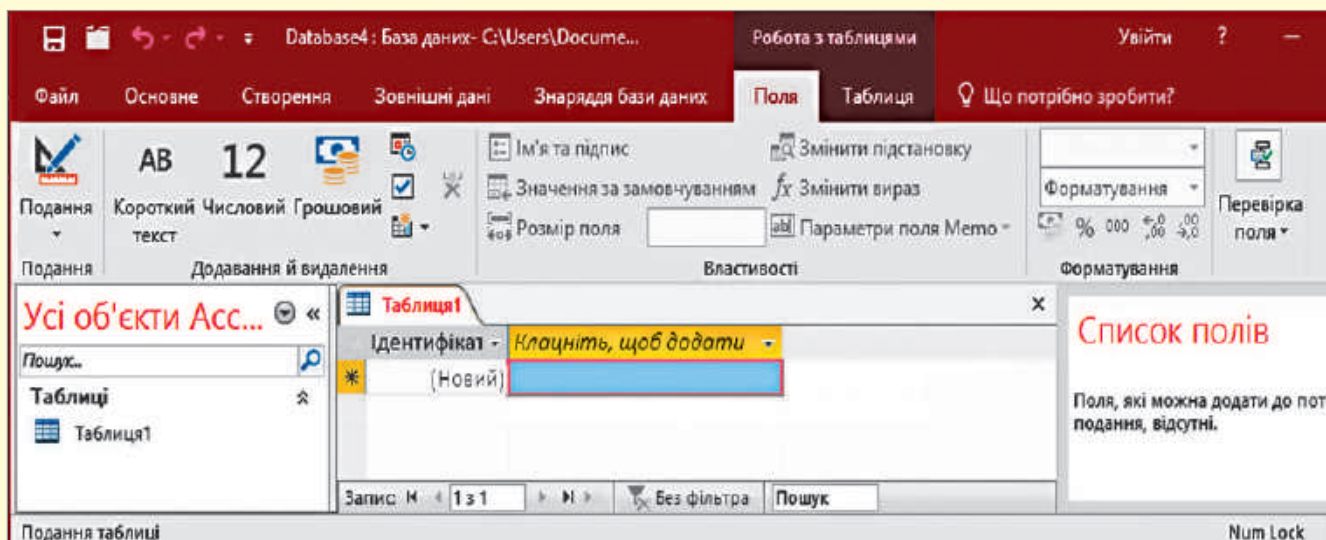 Database4 : База даних- C:\Users\Docume... Робота з таблицями Увійти ?
Файл Основне Створення Зовнішні дані Знаряддя бази даних Поля Таблиця Що потрібно зробити?
Подання
АВ Короткий текст
12 Числовий
Грошовий
Ім'я та підпис
Значення за замовчуванням
Розмір поля
Змінити підстановку
fx Змінити вираз
ab Параметри поля Memo
Форматування
% 000 ,00
Перевірка поля
Подання Додавання й видалення Властивості Форматування
Усі об'єкти Acc... «
Пошук...
Таблиці
Таблиця1
Таблиця1 x
Ідентифікат Клацніть, щоб додати
* (Новий)
Запис: 1 з 1 Без фільтра Пошук
Список полів
Поля, які можна додати до пот
подання, відсутні.
Подання таблиці Num Lock